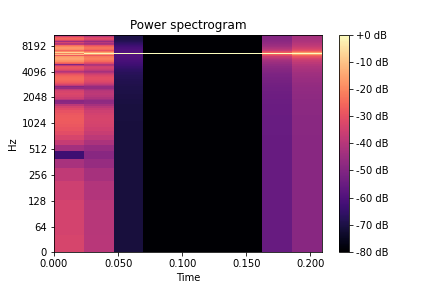 Power spectrogram
8192
4096
2048
1024
512
256
128
64
0
Hz
0.000 0.050 0.100 0.150 0.200
Time
+0 dB
-10 dB
-20 dB
-30 dB
-40 dB
-50 dB
-60 dB
-70 dB
-80 dB